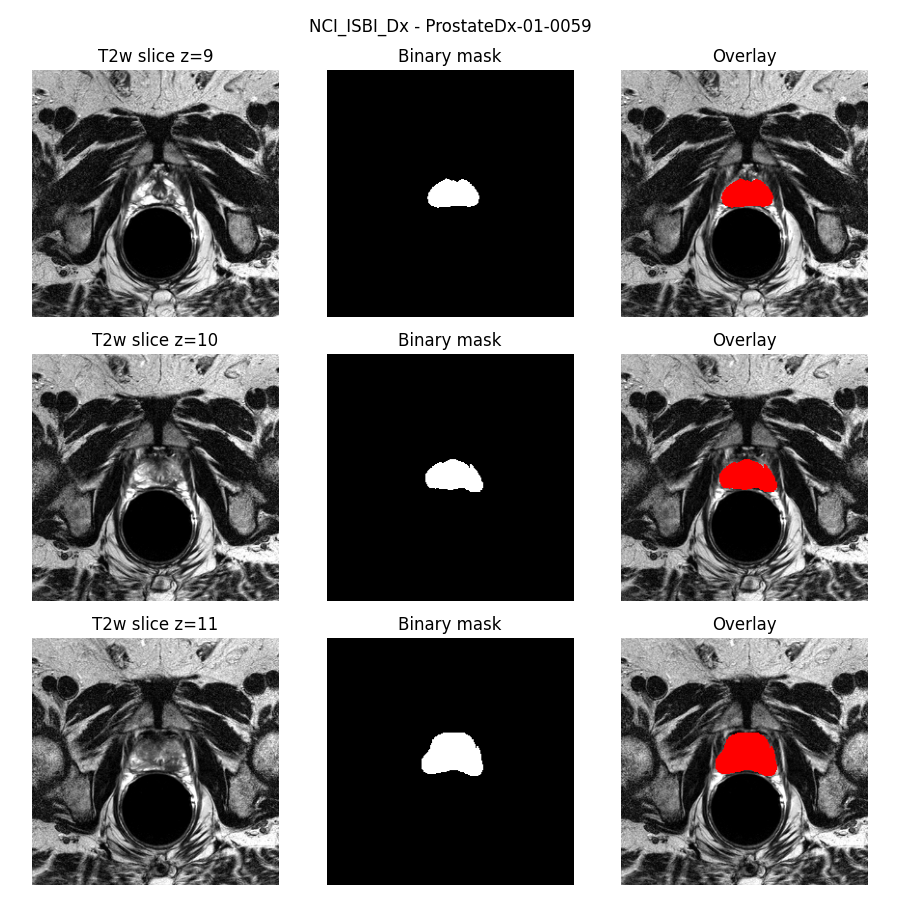 NCI_ISBI_Dx - ProstateDx-01-0059
T2w slice z=9
Binary mask
Overlay
T2w slice z=10
Binary mask
Overlay
T2w slice z=11
Binary mask
Overlay